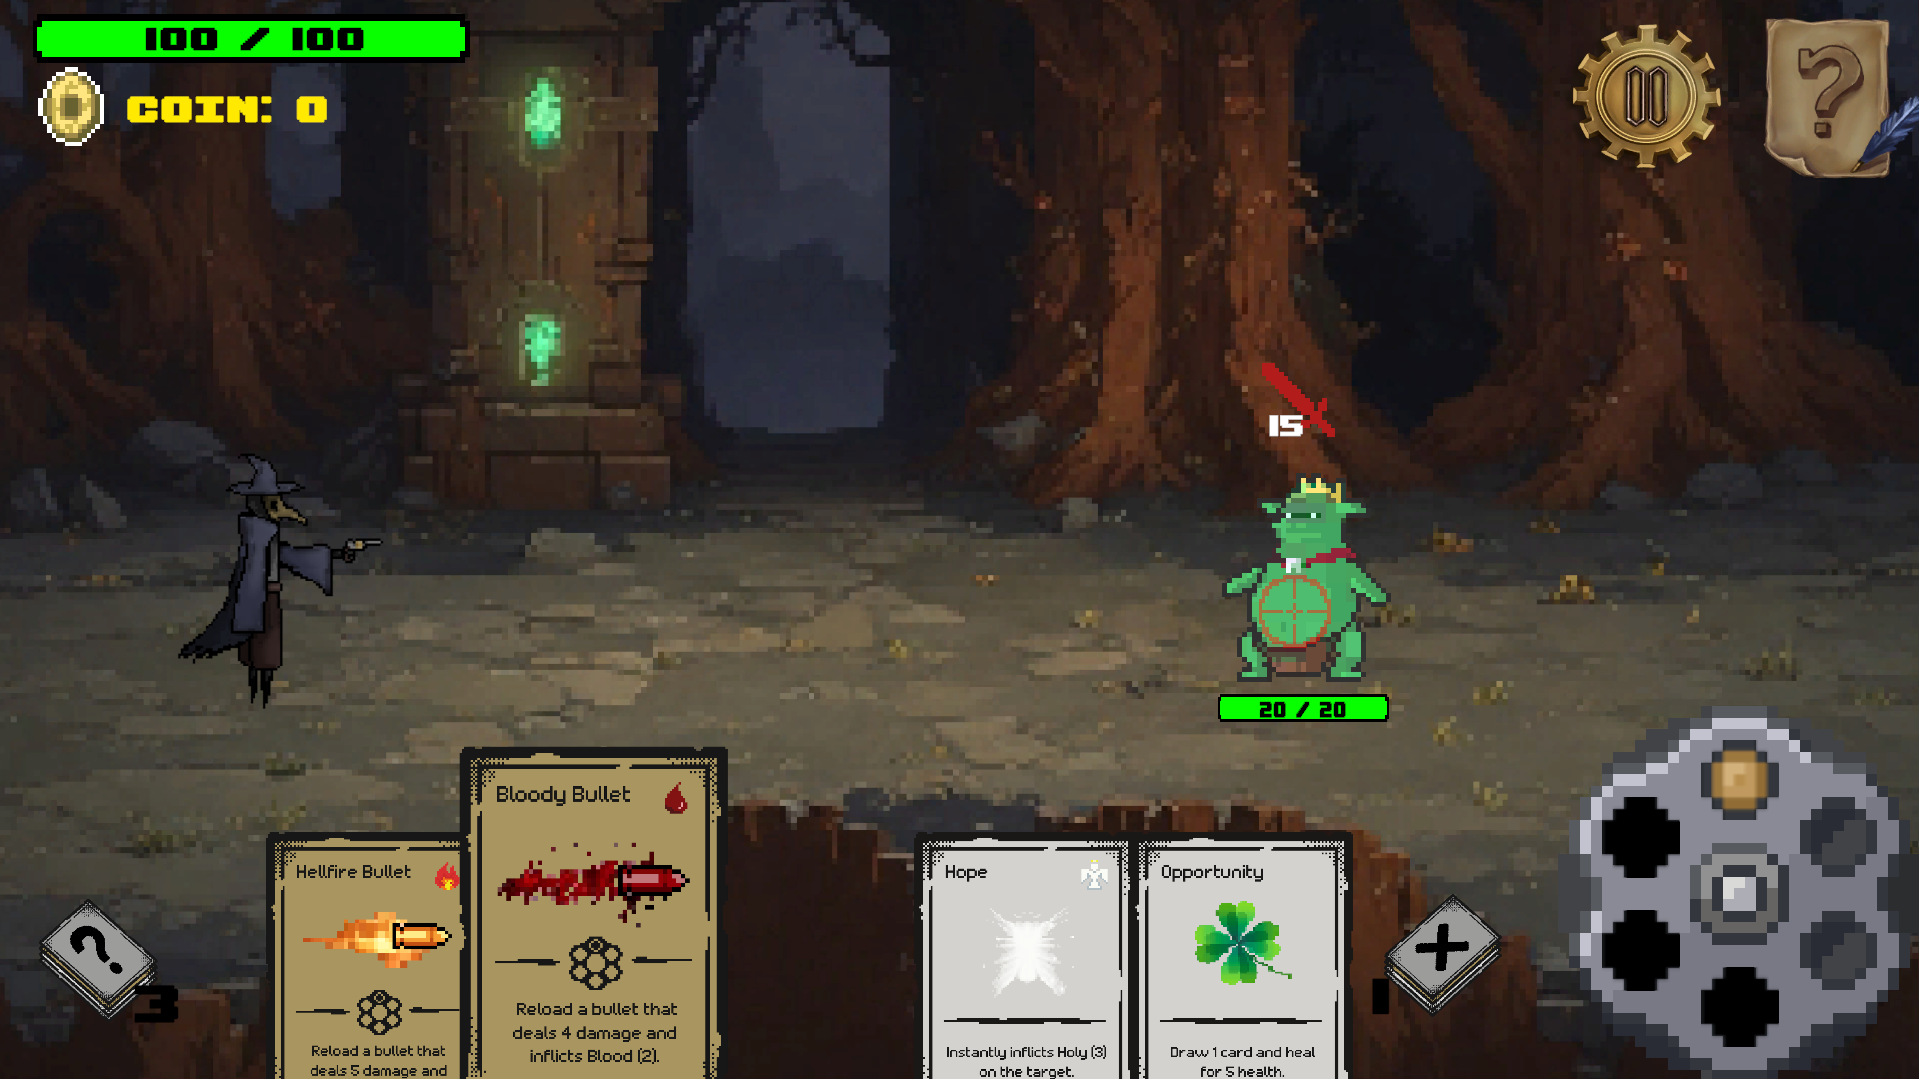 100 / 100
COIN: 0
?
15
20 / 20
Bloody Bullet
Reload a bullet that
deals 4 damage and
inflicts Blood (2).
Hellfire Bullet
Reload a bullet that
deals 5 damage and
Hope
Instantly inflicts Holy (3)
on the target.
Opportunity
Draw 1 card and heal
for 5 health.
?
3
1
+